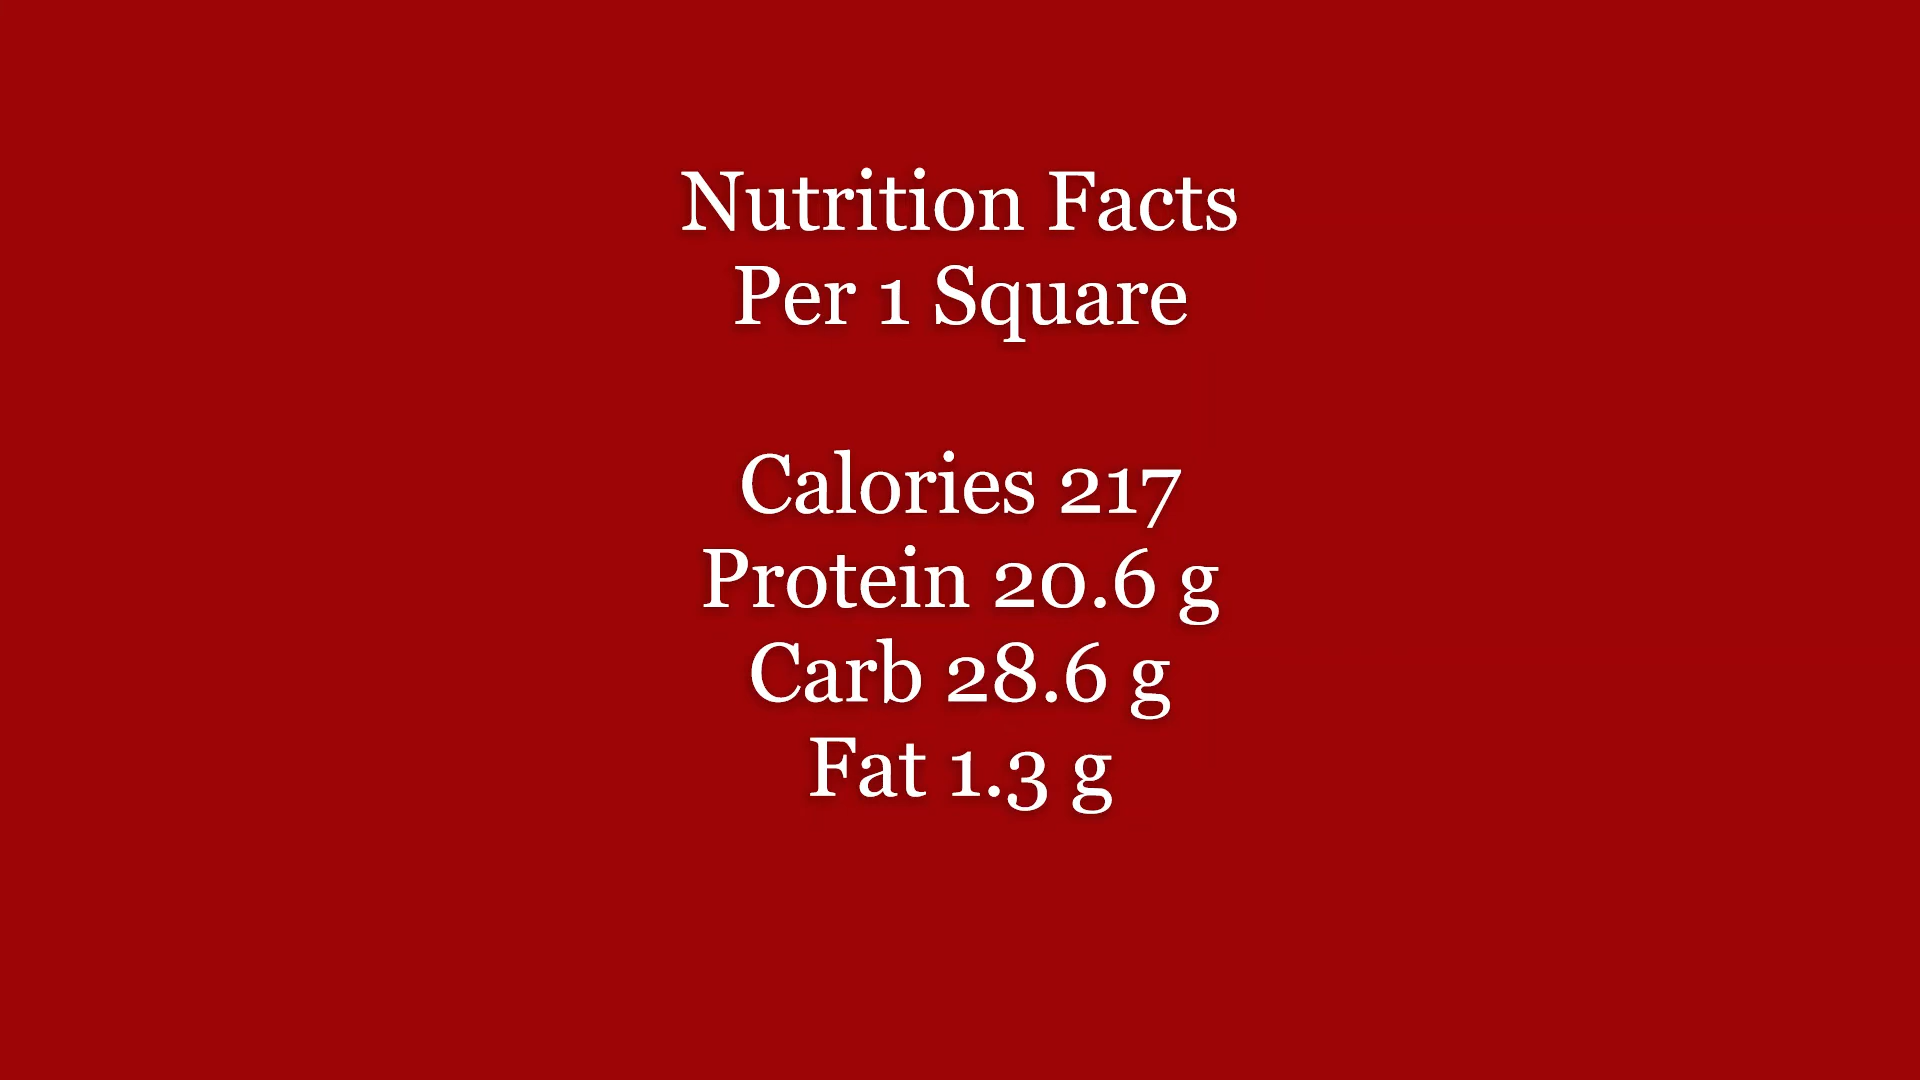 Nutrition Facts
Per 1 Square
Calories 217
Protein 20.6 g
Carb 28.6 g
Fat 1.3 g